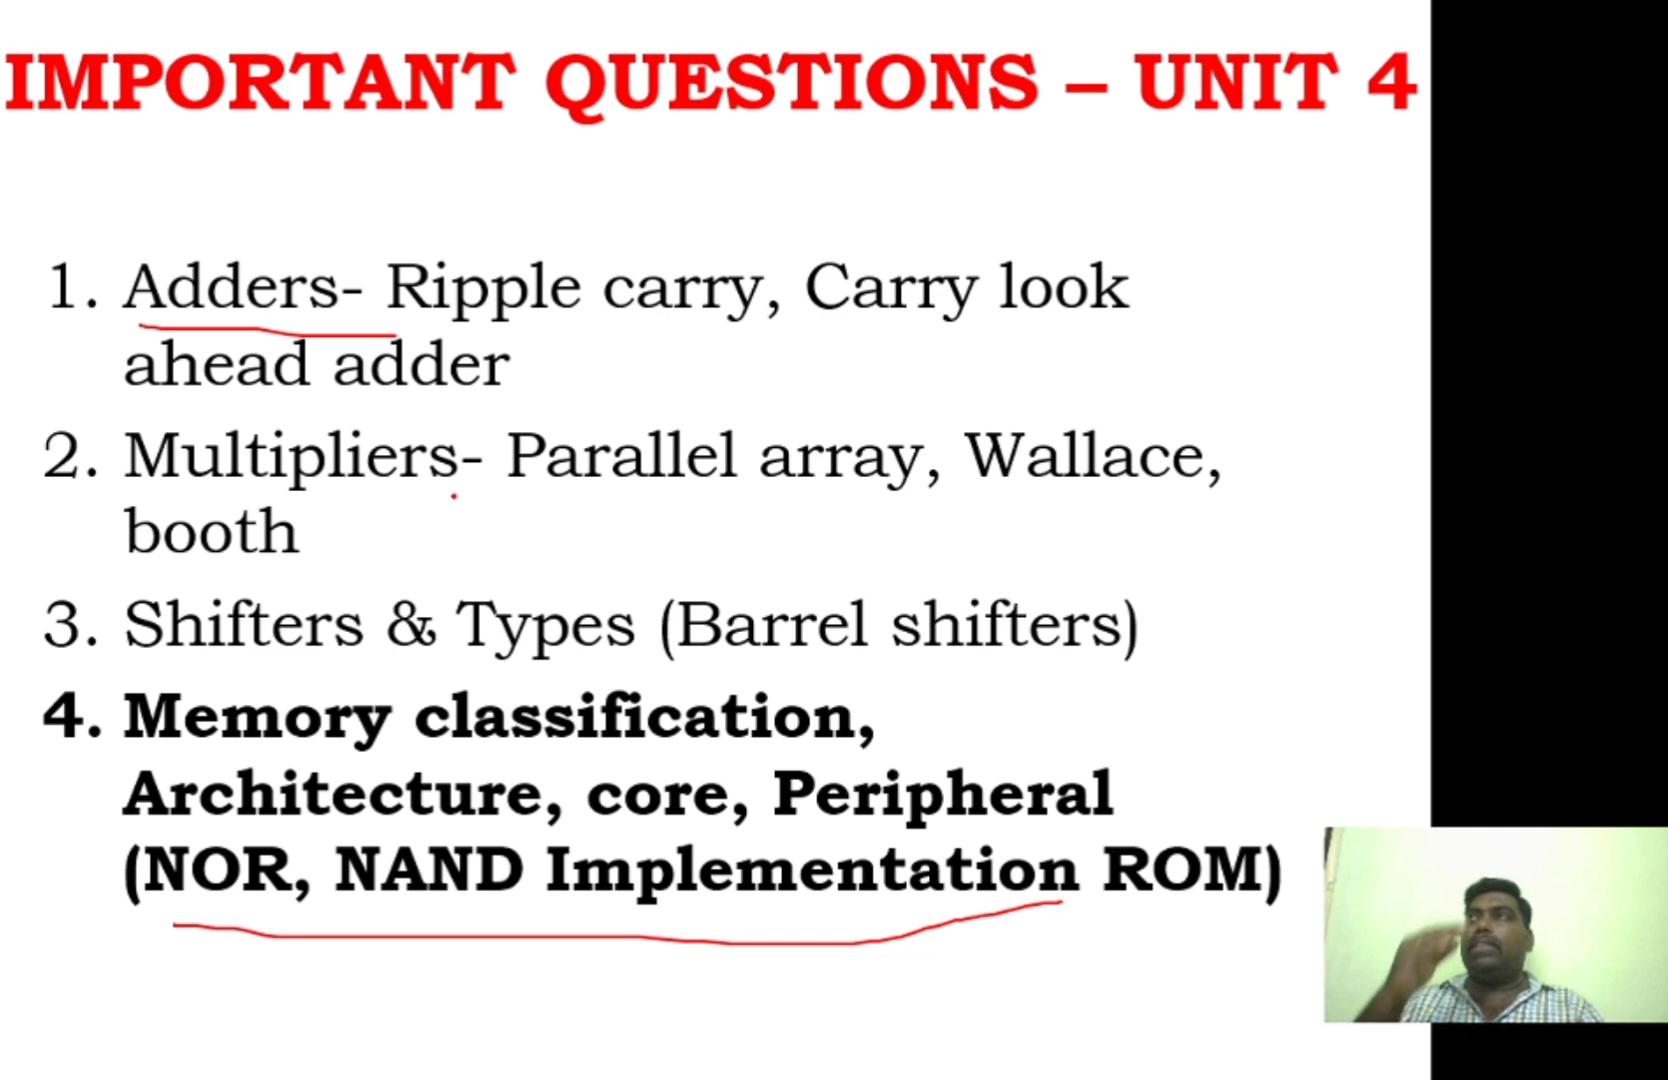 IMPORTANT QUESTIONS – UNIT 4
1. Adders- Ripple carry, Carry look
ahead adder
2. Multipliers- Parallel array, Wallace,
booth
3. Shifters & Types (Barrel shifters)
4. Memory classification,
Architecture, core, Peripheral
(NOR, NAND Implementation ROM)